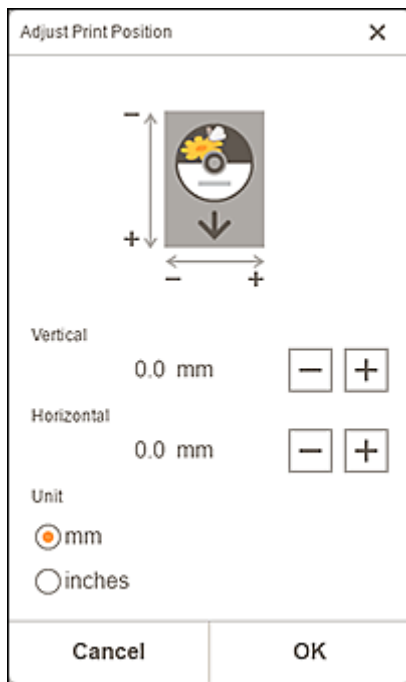 Adjust Print Position
−
+
− +
Vertical
0.0 mm − +
Horizontal
0.0 mm − +
Unit
mm
inches
Cancel OK